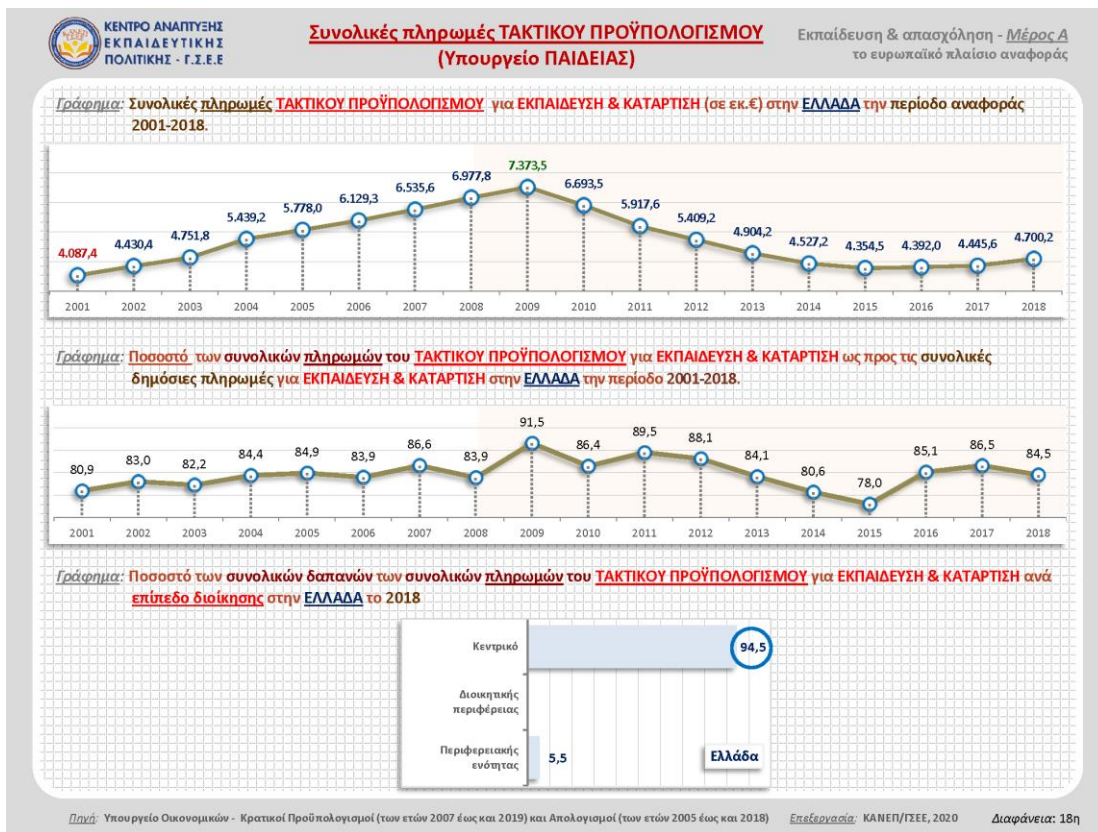 ΚΕΝΤΡΟ ΑΝΑΠΤΥΞΗΣ
ΕΚΠΑΙΔΕΥΤΙΚΗΣ
ΠΟΛΙΤΙΚΗΣ - Γ.Σ.Ε.Ε
Συνολικές πληρωμές ΤΑΚΤΙΚΟΥ ΠΡΟΫΠΟΛΟΓΙΣΜΟΥ
(Υπουργείο ΠΑΙΔΕΙΑΣ)
Εκπαίδευση & απασχόληση - Μέρος Α
το ευρωπαϊκό πλαίσιο αναφοράς
Γράφημα: Συνολικές πληρωμές ΤΑΚΤΙΚΟΥ ΠΡΟΫΠΟΛΟΓΙΣΜΟΥ για ΕΚΠΑΙΔΕΥΣΗ & ΚΑΤΑΡΤΙΣΗ (σε εκ.€) στην ΕΛΛΑΔΑ την περίοδο αναφοράς
2001-2018.
4.087,4 4.430,4 4.751,8 5.439,2 5.778,0 6.129,3 6.535,6 6.977,8 7.373,5 6.693,5 5.917,6 5.409,2 4.904,2 4.527,2 4.354,5 4.392,0 4.445,6 4.700,2
2001 2002 2003 2004 2005 2006 2007 2008 2009 2010 2011 2012 2013 2014 2015 2016 2017 2018
Γράφημα: Ποσοστό των συνολικών πληρωμών του ΤΑΚΤΙΚΟΥ ΠΡΟΫΠΟΛΟΓΙΣΜΟΥ για ΕΚΠΑΙΔΕΥΣΗ & ΚΑΤΑΡΤΙΣΗ ως προς τις συνολικές
δημόσιες πληρωμές για ΕΚΠΑΙΔΕΥΣΗ & ΚΑΤΑΡΤΙΣΗ στην ΕΛΛΑΔΑ την περίοδο 2001-2018.
80,9 83,0 82,2 84,4 84,9 83,9 86,6 83,9 91,5 86,4 89,5 88,1 84,1 80,6 78,0 85,1 86,5 84,5
2001 2002 2003 2004 2005 2006 2007 2008 2009 2010 2011 2012 2013 2014 2015 2016 2017 2018
Γράφημα: Ποσοστό των συνολικών δαπανών των συνολικών πληρωμών του ΤΑΚΤΙΚΟΥ ΠΡΟΫΠΟΛΟΓΙΣΜΟΥ για ΕΚΠΑΙΔΕΥΣΗ & ΚΑΤΑΡΤΙΣΗ ανά
επίπεδο διοίκησης στην ΕΛΛΑΔΑ το 2018
Κεντρικό 94,5
Διοικητικής
περιφέρειας
Περιφερειακής
ενότητας
5,5
Ελλάδα
Πηγή: Υπουργείο Οικονομικών - Κρατικοί Προϋπολογισμοί (των ετών 2007 έως και 2019) και Απολογισμοί (των ετών 2005 έως και 2018) Επεξεργασία: ΚΑΝΕΠ/ΓΣΕΕ, 2020 Διαφάνεια: 18η